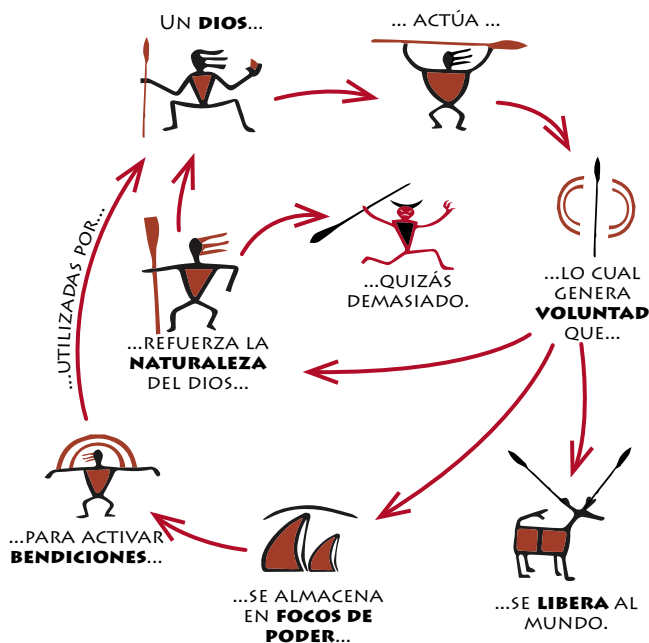 UN DIOS...
... ACTÚA ...
...LO CUAL
GENERA
VOLUNTAD
QUE...
...QUIZÁS
DEMASIADO.
...REFUERZA LA
NATURALEZA
DEL DIOS...
...UTILIZADAS POR...
...PARA ACTIVAR
BENDICIONES...
...SE ALMACENA
EN FOCOS DE
PODER...
...SE LIBERA AL
MUNDO.